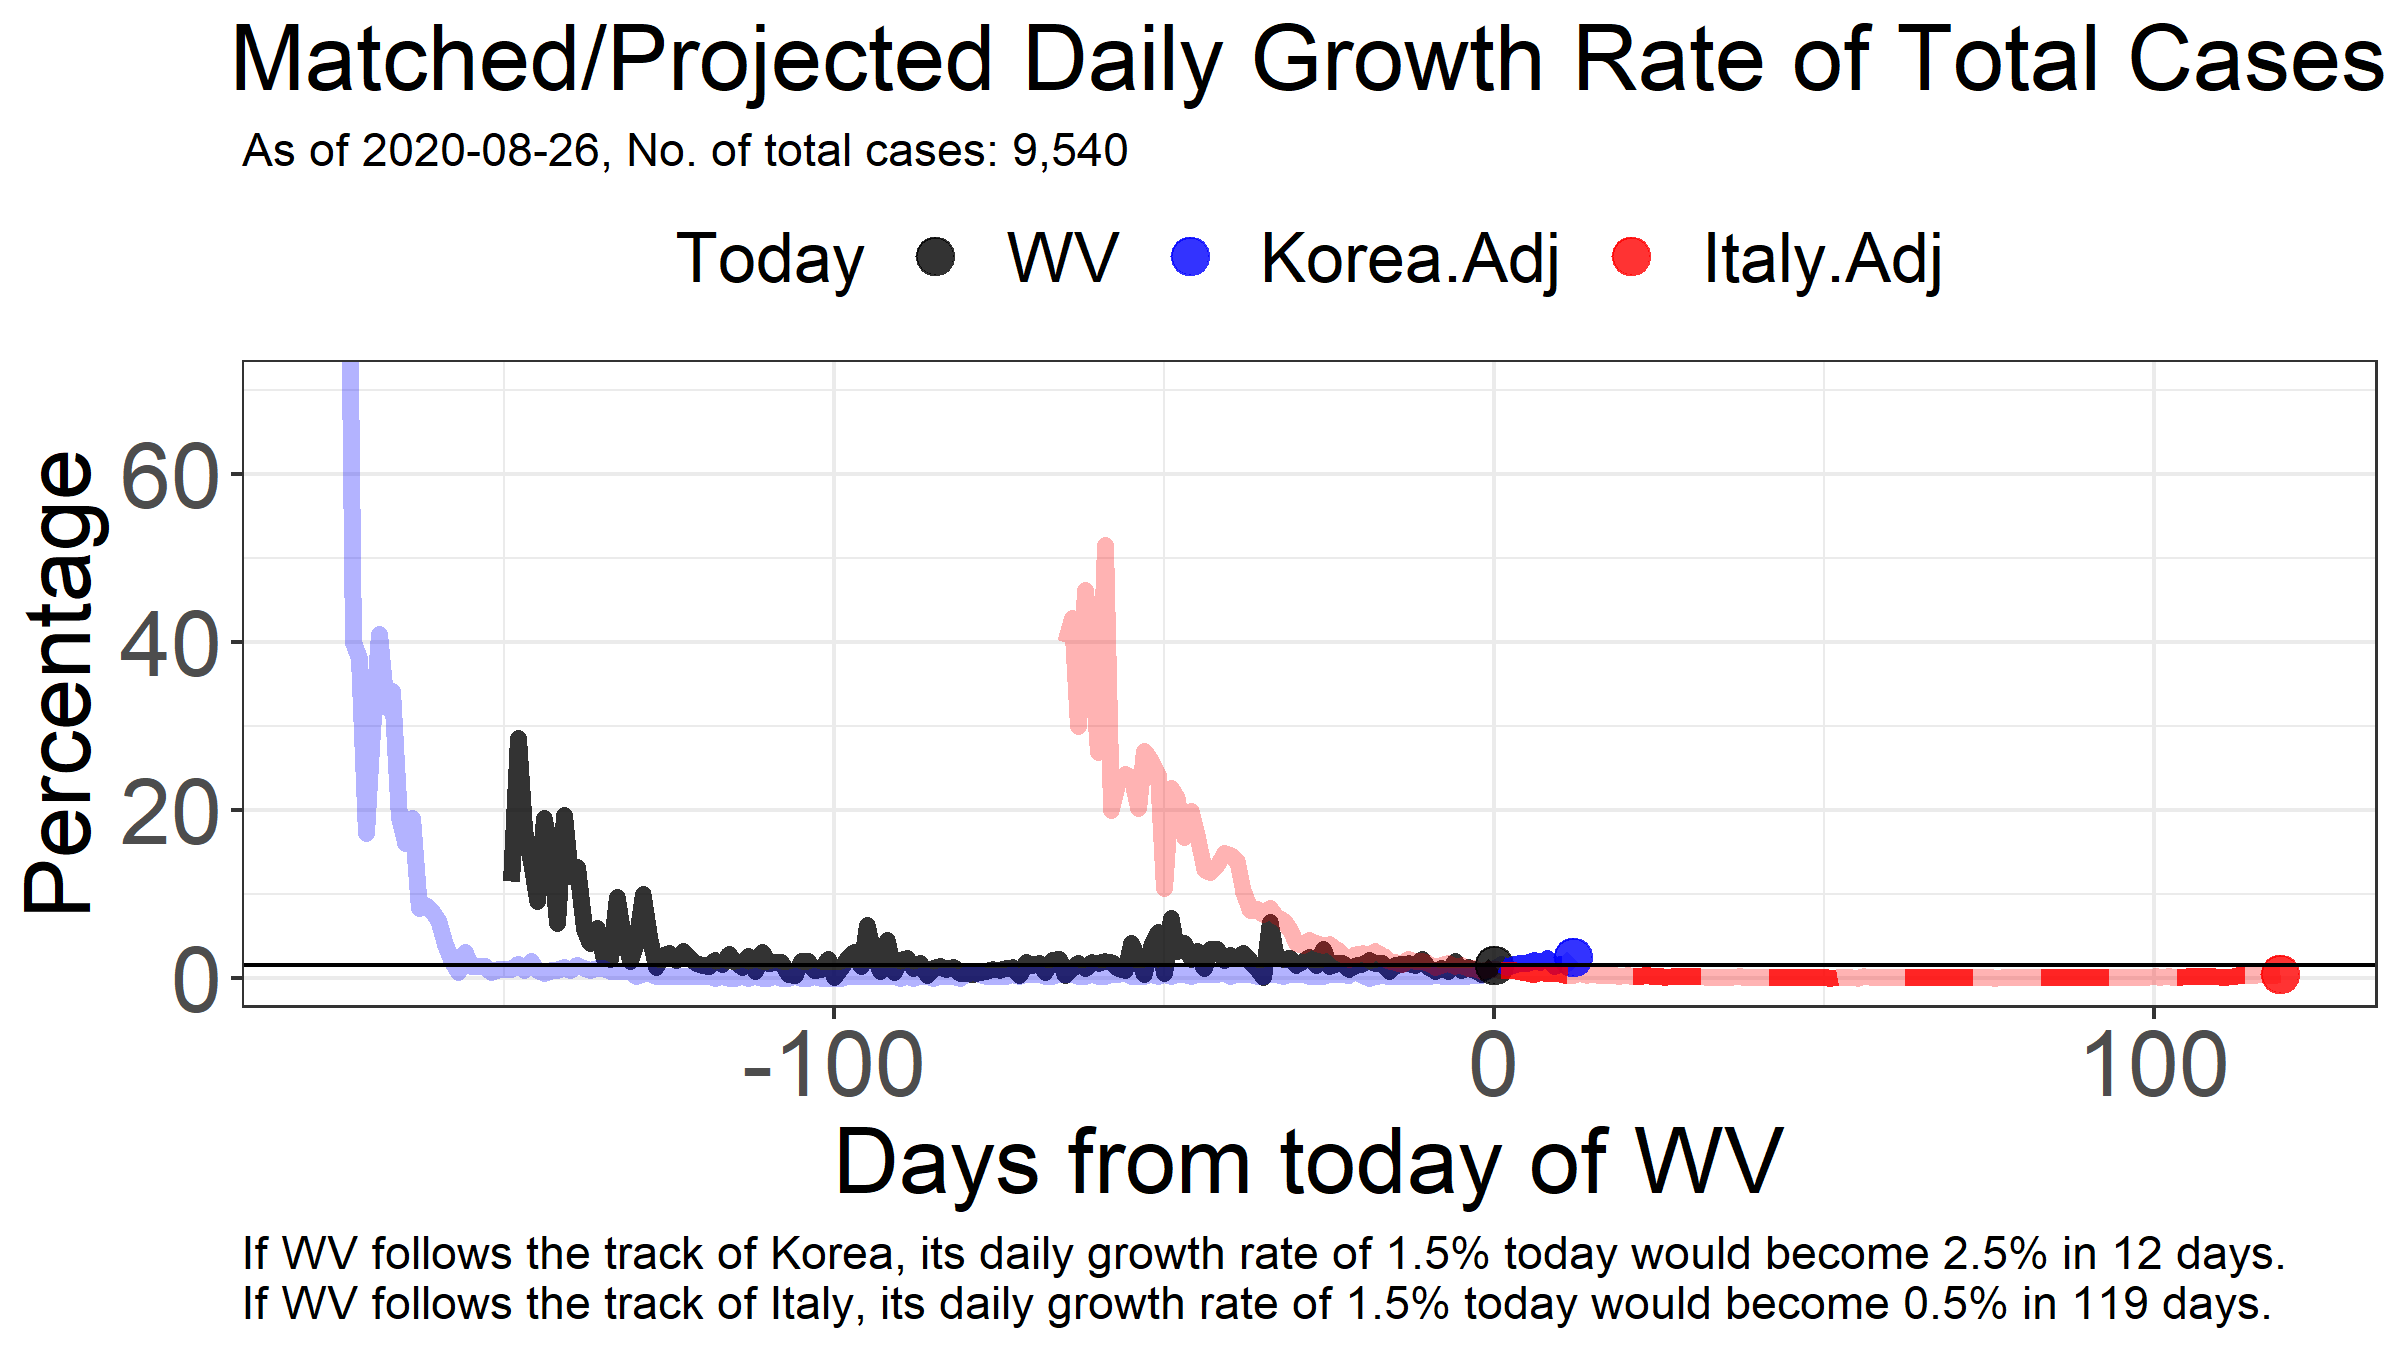 Matched/Projected Daily Growth Rate of Total Cases
As of 2020-08-26, No. of total cases: 9,540
Today WV Korea.Adj Italy.Adj
Percentage
60
40
20
0
-100 0 100
Days from today of WV
If WV follows the track of Korea, its daily growth rate of 1.5% today would become 2.5% in 12 days.
If WV follows the track of Italy, its daily growth rate of 1.5% today would become 0.5% in 119 days.